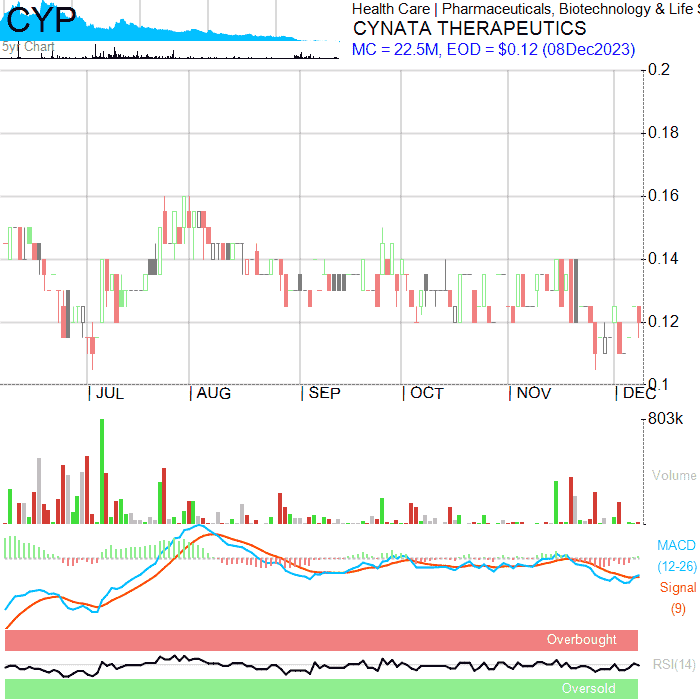 CYP
5yr Chart
Health Care | Pharmaceuticals, Biotechnology & Life S
CYNATA THERAPEUTICS
MC = 22.5M, EOD = $0.12 (08Dec2023)
0.2
0.18
0.16
0.14
0.12
0.1
| JUL | AUG | SEP | OCT | NOV | DEC
803k
Volume
MACD
(12-26)
Signal
(9)
Overbought
RSI(14)
Oversold